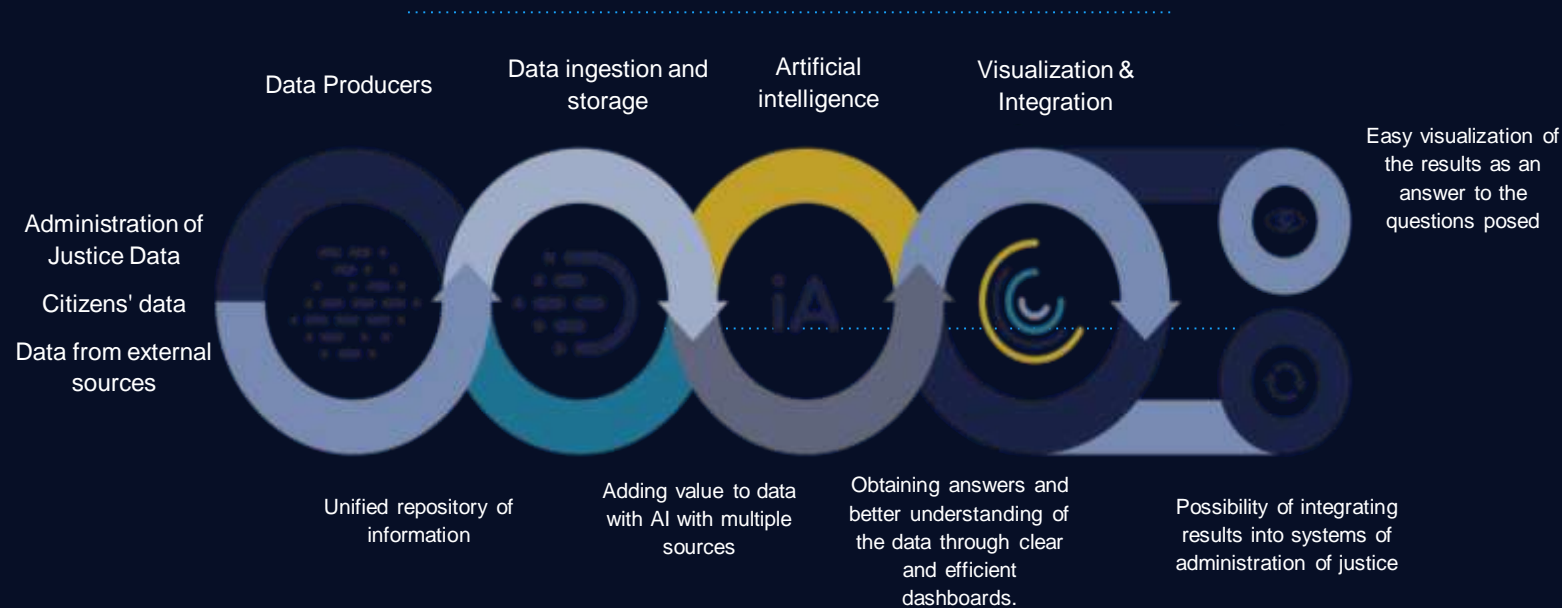 Data Producers
Data ingestion and
storage
Artificial
intelligence
Visualization &
Integration
Easy visualization of
the results as an
answer to the
questions posed
Administration of
Justice Data
Citizens' data
Data from external
sources
iA
Unified repository of
information
Adding value to data
with AI with multiple
sources
Obtaining answers and
better understanding of
the data through clear
and efficient
dashboards.
Possibility of integrating
results into systems of
administration of justice